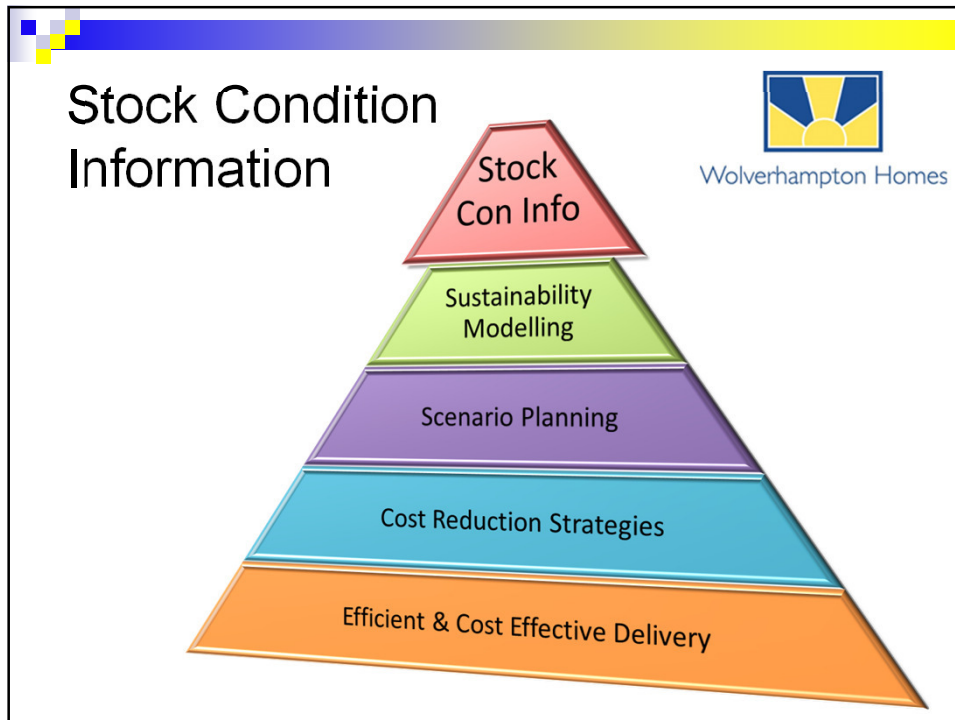 Stock Condition
Information
Wolverhampton Homes
Stock
Con Info
Sustainability
Modelling
Scenario Planning
Cost Reduction Strategies
Efficient & Cost Effective Delivery